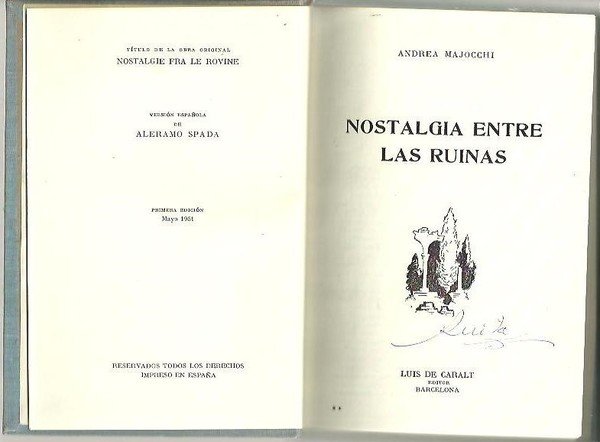 TÍTULO DE LA OBRA ORIGINAL
NOSTALGIE FRA LE ROVINE
VERSIÓN ESPAÑOLA
DE
ALERAMO SPADA
PRIMERA EDICIÓN
Mayo 1951
RESERVADOS TODOS LOS DERECHOS
IMPRESO EN ESPAÑA
ANDREA MAJOCCHI
NOSTALGIA ENTRE
LAS RUINAS
LUIS DE CARALT
EDITOR
BARCELONA